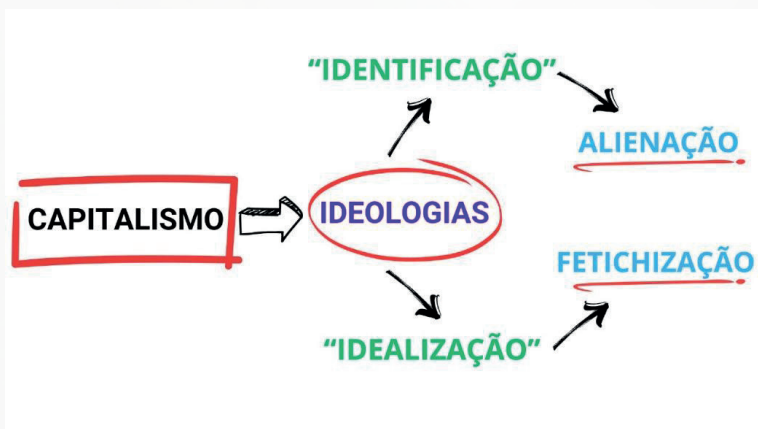 “IDENTIFICAÇÃO”
ALIENAÇÃO
CAPITALISMO
IDEOLOGIAS
FETICHIZAÇÃO
“IDEALIZAÇÃO”